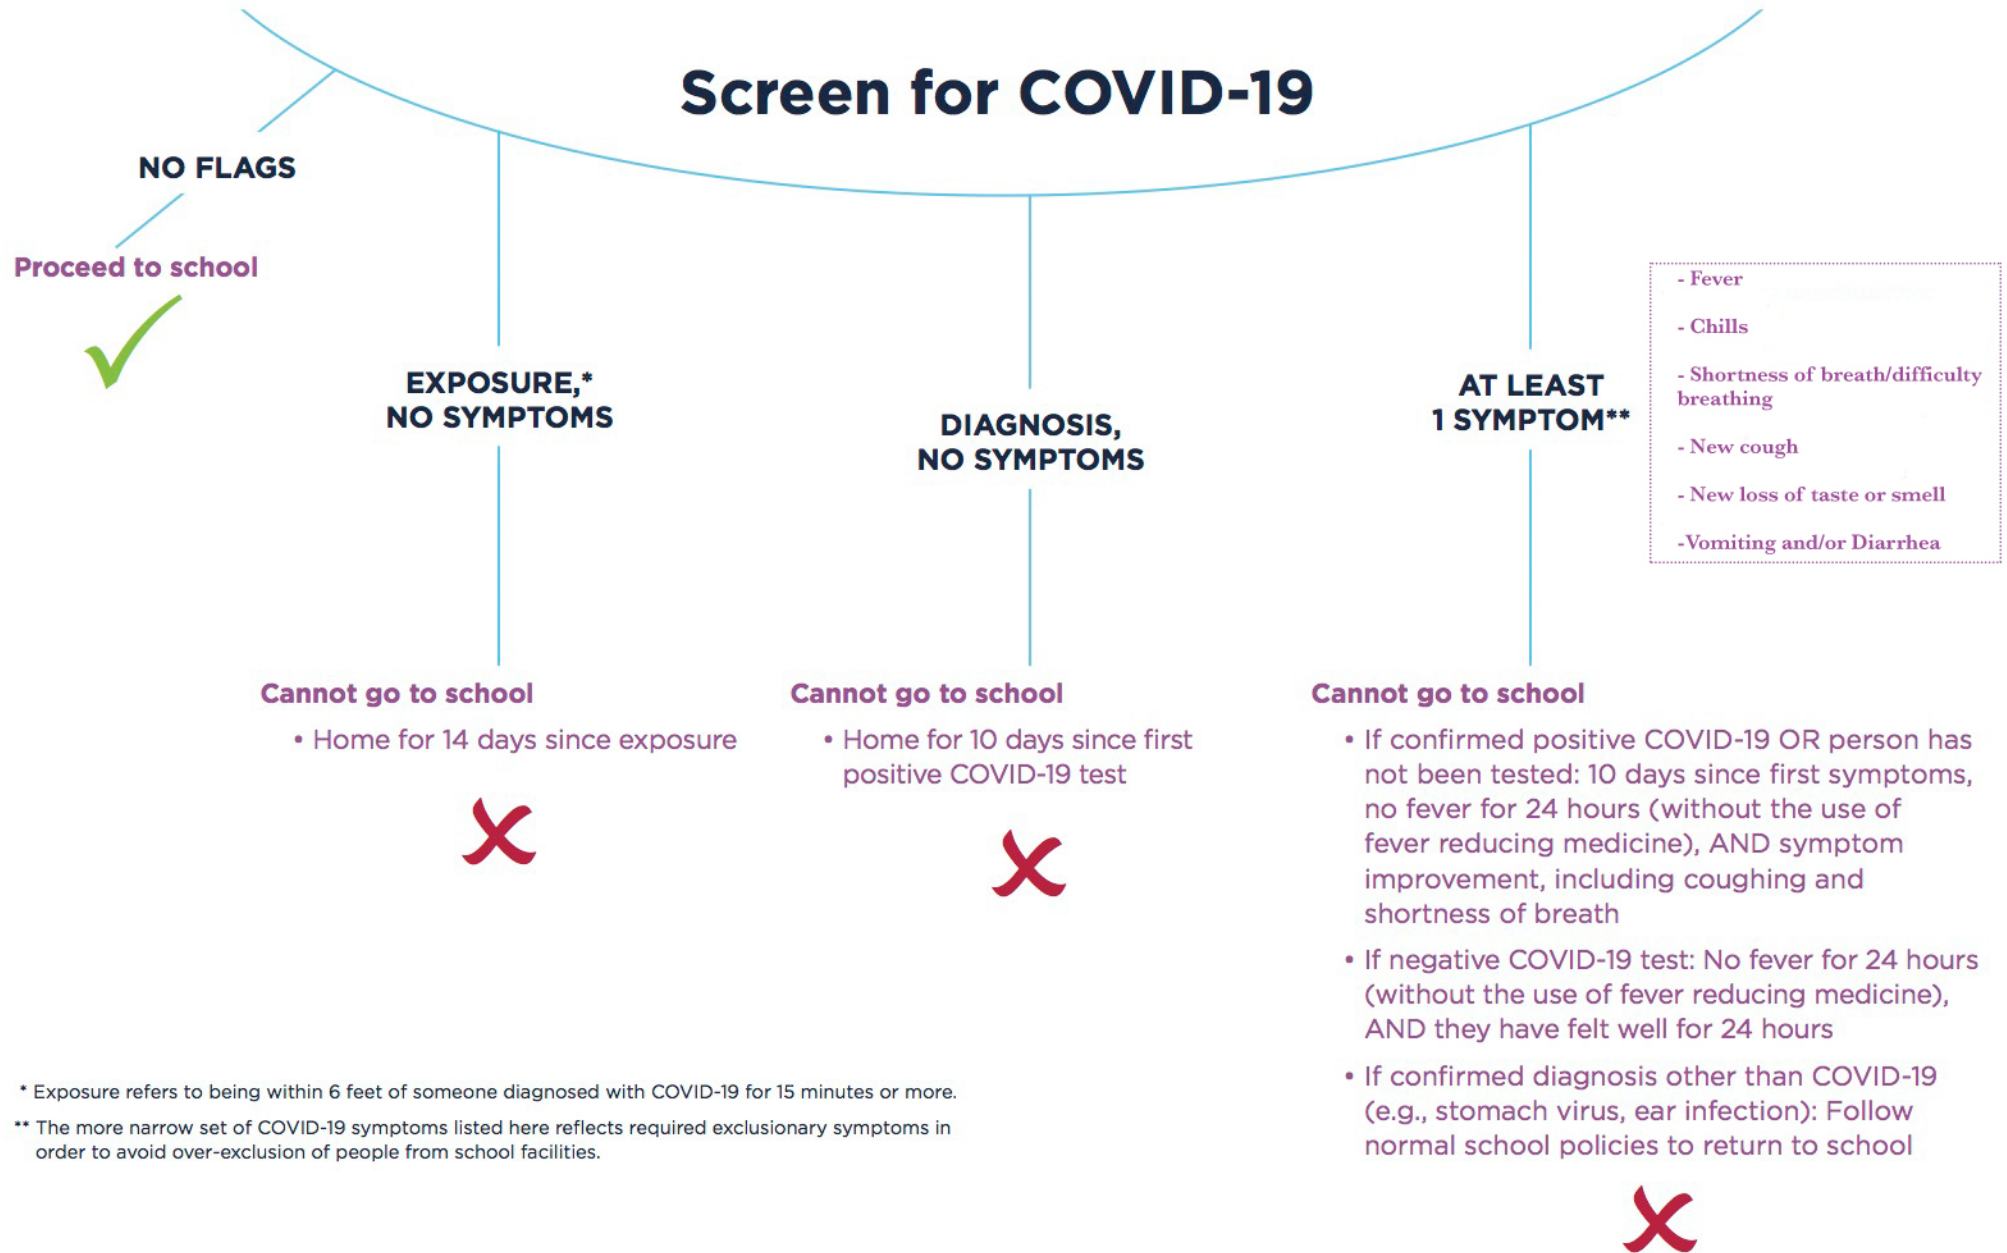 Screen for COVID-19
NO FLAGS
Proceed to school
EXPOSURE,*
NO SYMPTOMS
Cannot go to school
• Home for 14 days since exposure
DIAGNOSIS,
NO SYMPTOMS
Cannot go to school
• Home for 10 days since first
positive COVID-19 test
AT LEAST
1 SYMPTOM**
- Fever
- Chills
- Shortness of breath/difficulty
breathing
- New cough
- New loss of taste or smell
-Vomiting and/or Diarrhea
Cannot go to school
• If confirmed positive COVID-19 OR person has
not been tested: 10 days since first symptoms,
no fever for 24 hours (without the use of
fever reducing medicine), AND symptom
improvement, including coughing and
shortness of breath
• If negative COVID-19 test: No fever for 24 hours
(without the use of fever reducing medicine),
AND they have felt well for 24 hours
• If confirmed diagnosis other than COVID-19
(e.g., stomach virus, ear infection): Follow
normal school policies to return to school
* Exposure refers to being within 6 feet of someone diagnosed with COVID-19 for 15 minutes or more.
** The more narrow set of COVID-19 symptoms listed here reflects required exclusionary symptoms in
order to avoid over-exclusion of people from school facilities.